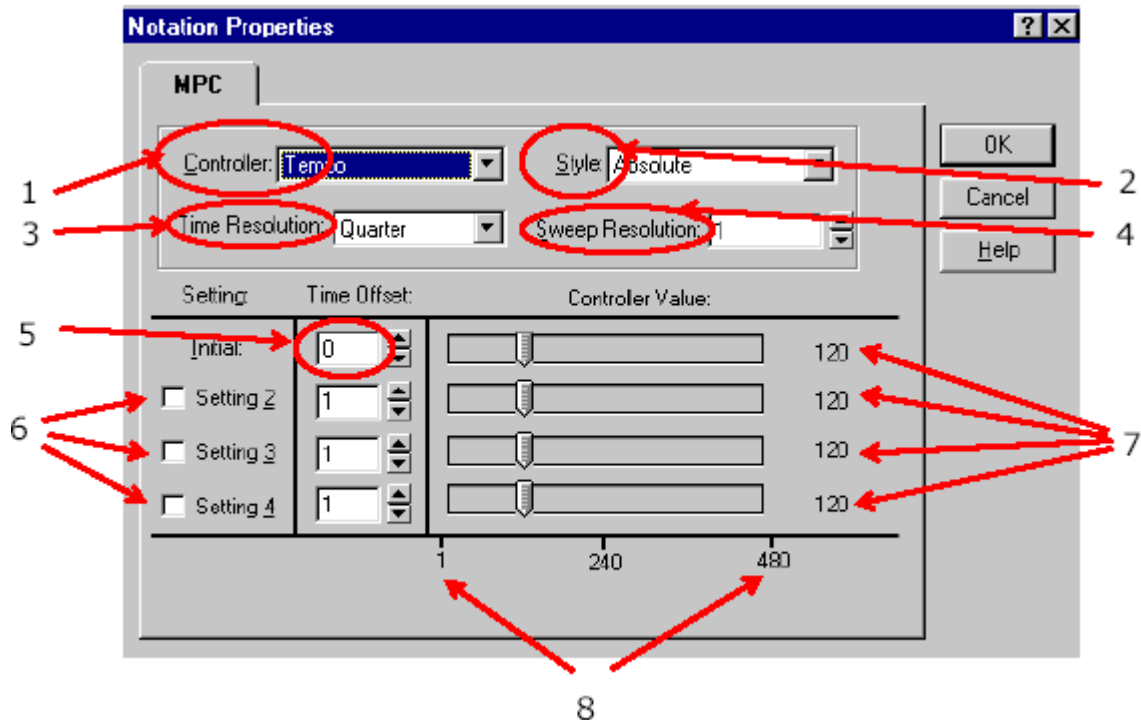 Notation Properties
MPC
Controller: Tempo Style: Absolute OK
1 2
Cancel
3 Time Resolution: Quarter Sweep Resolution: 1 4
Help
Setting: Time Offset: Controller Value:
5
Initial: 0 120
Setting 2 1 120
6 7
Setting 3 1 120
Setting 4 1 120
1 240 480
8